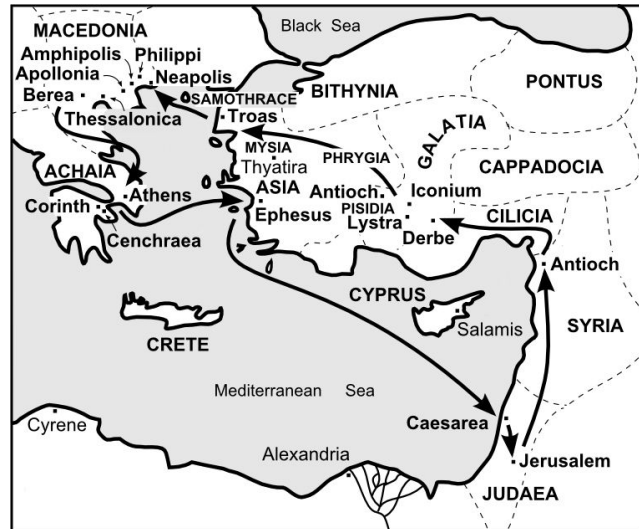 Black Sea
MACEDONIA
Amphipolis Philippi
Apollonia Neapolis
Berea
SAMOTHRACE
BITHYNIA
PONTUS
Thessalonica
Troas
GALATIA
MYSIA
PHRYGIA
Thyatira
CAPPADOCIA
ACHAIA
ASIA
Antioch
Iconium
Athens
PISIDIA
CILICIA
Corinth
Ephesus
Lystra
Derbe
Cenchraea
Antioch
CYPRUS
SYRIA
Salamis
CRETE
Mediterranean Sea
Cyrene
Caesarea
Alexandria
Jerusalem
JUDAEA